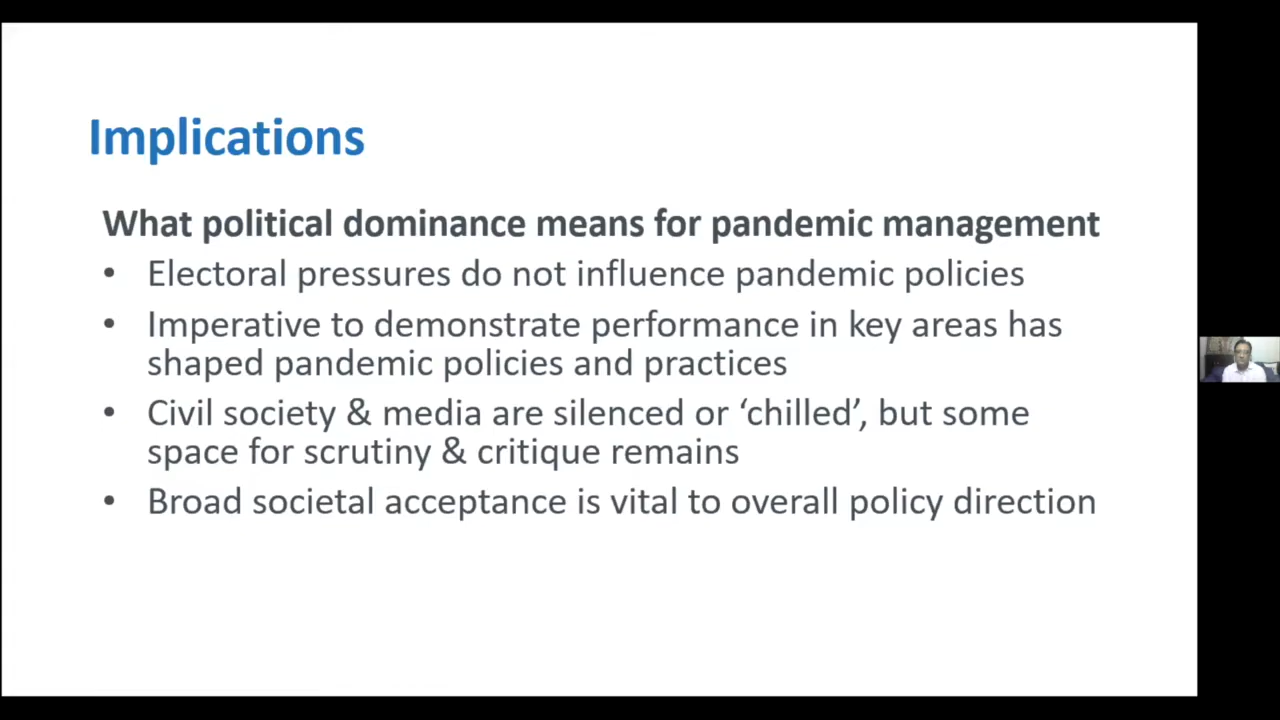 Implications
What political dominance means for pandemic management
• Electoral pressures do not influence pandemic policies
• Imperative to demonstrate performance in key areas has
shaped pandemic policies and practices
• Civil society & media are silenced or ‘chilled’, but some
space for scrutiny & critique remains
• Broad societal acceptance is vital to overall policy direction